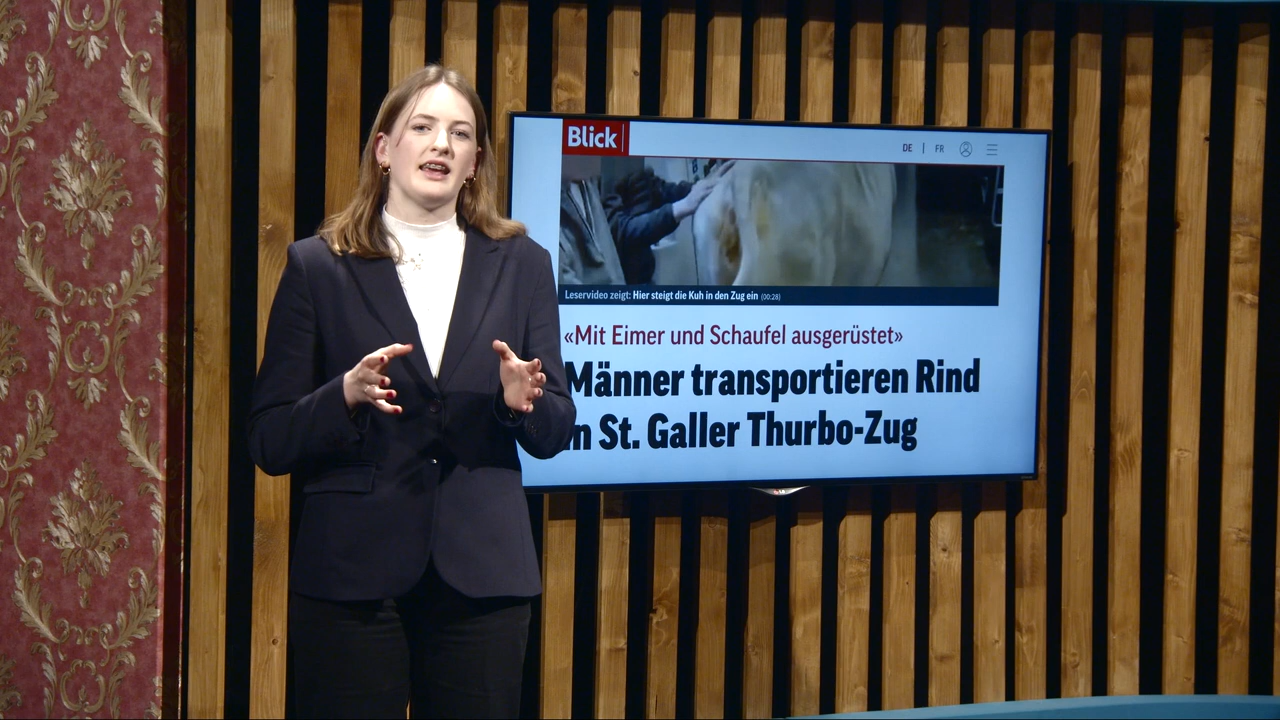 Blick
DE | FR
Leservideo zeigt: Hier steigt die Kuh in den Zug ein (00:28)
«Mit Eimer und Schaufel ausgerüstet»
Männer transportieren Rind
in St. Galler Thurbo-Zug